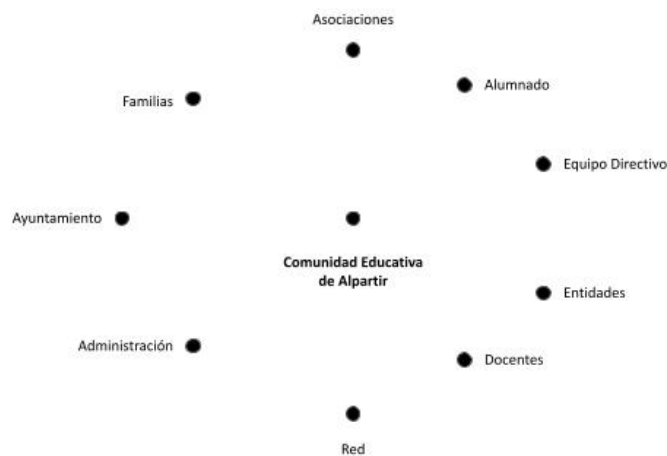 Asociaciones
Alumnado
Familias
Equipo Directivo
Ayuntamiento
Comunidad Educativa
de Alpartir
Entidades
Administración
Docentes
Red